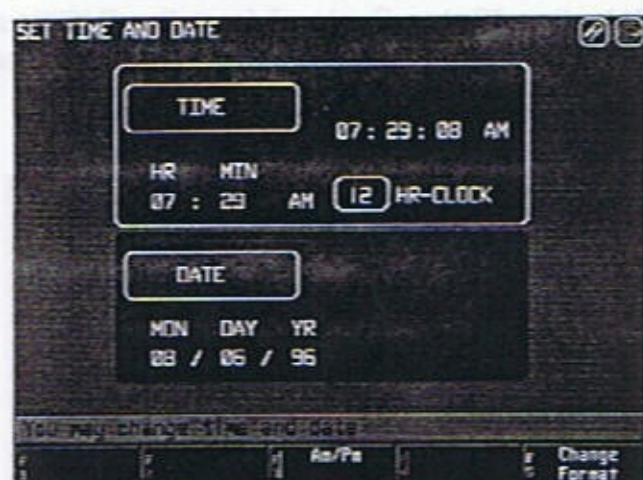 SET TIME AND DATE
TIME
07 : 29 : 08 AM
HR MIN
07 : 29 AM 12 HR-CLOCK
DATE
MON DAY YR
08 / 06 / 96
You may change time and date
Am/Pm
Change
Format